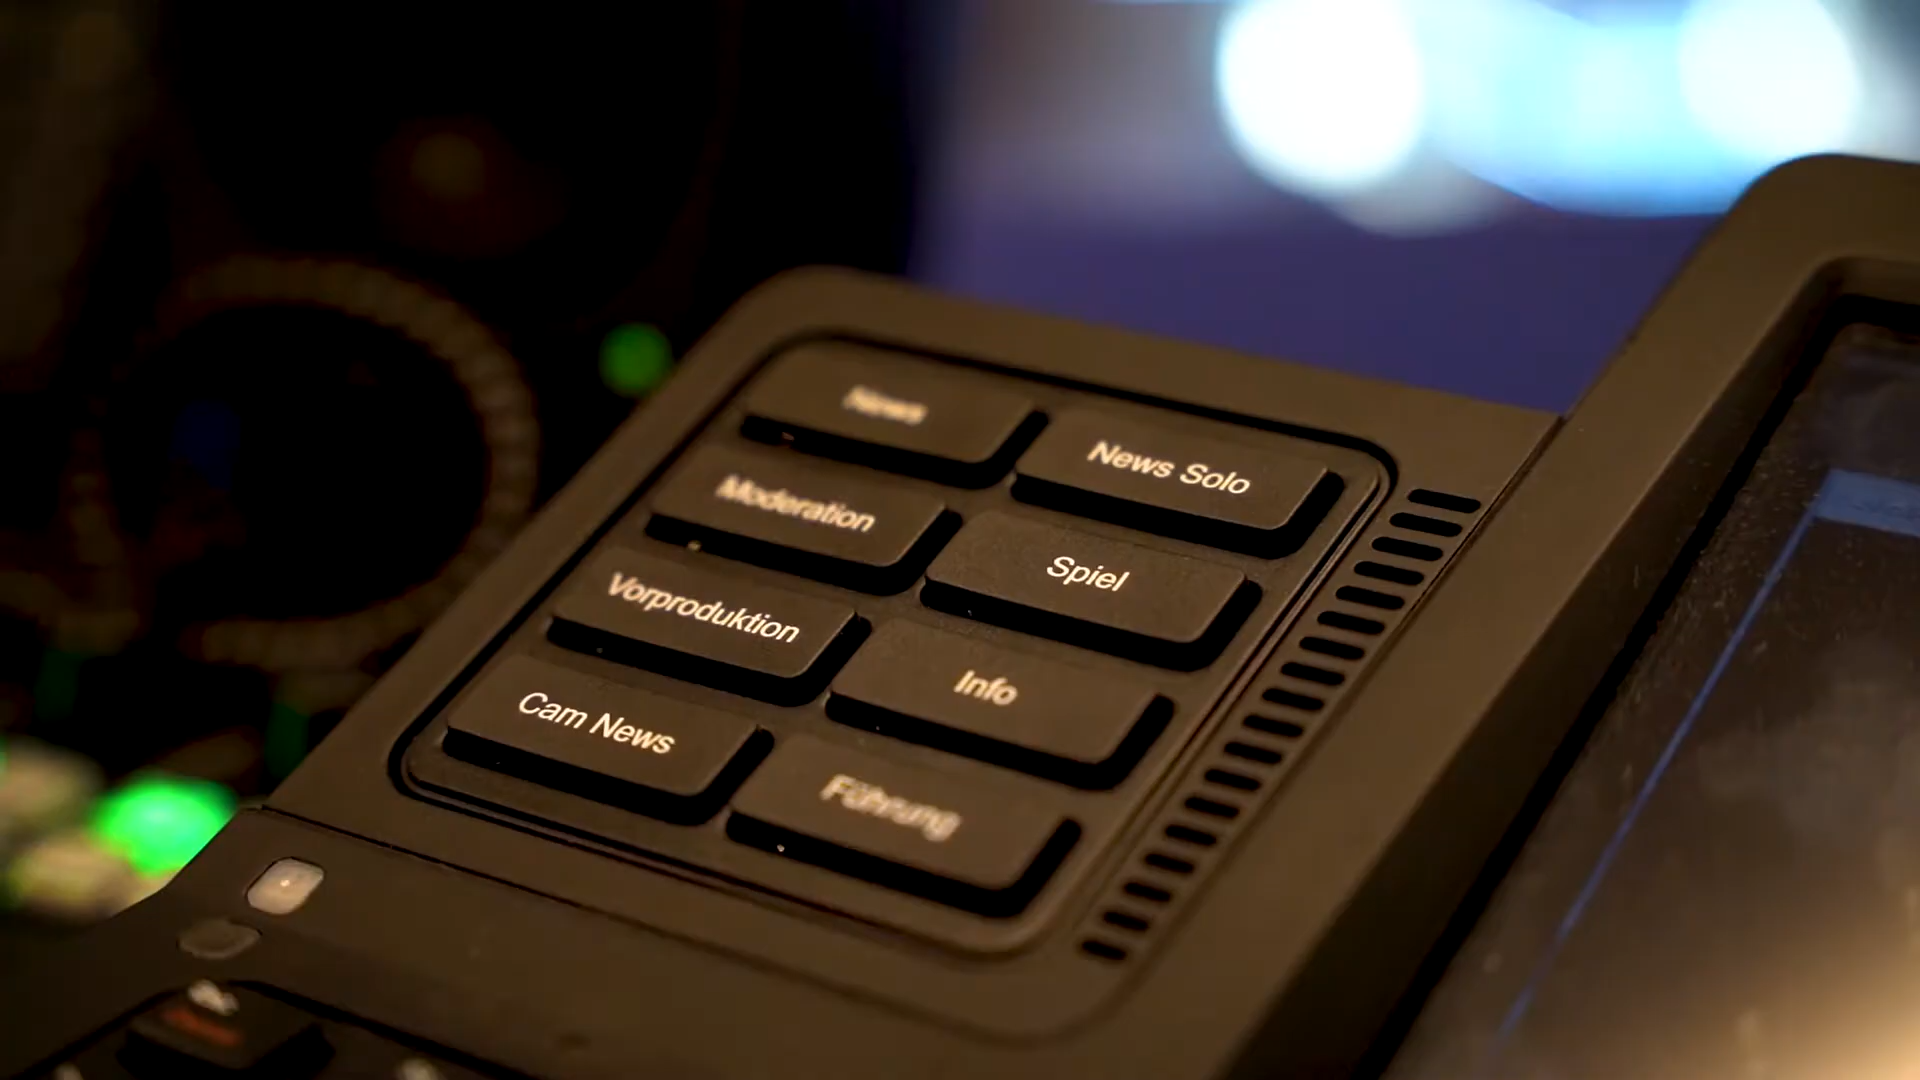 News
News Solo
Moderation
Spiel
Vorproduktion
Info
Cam News
Führung